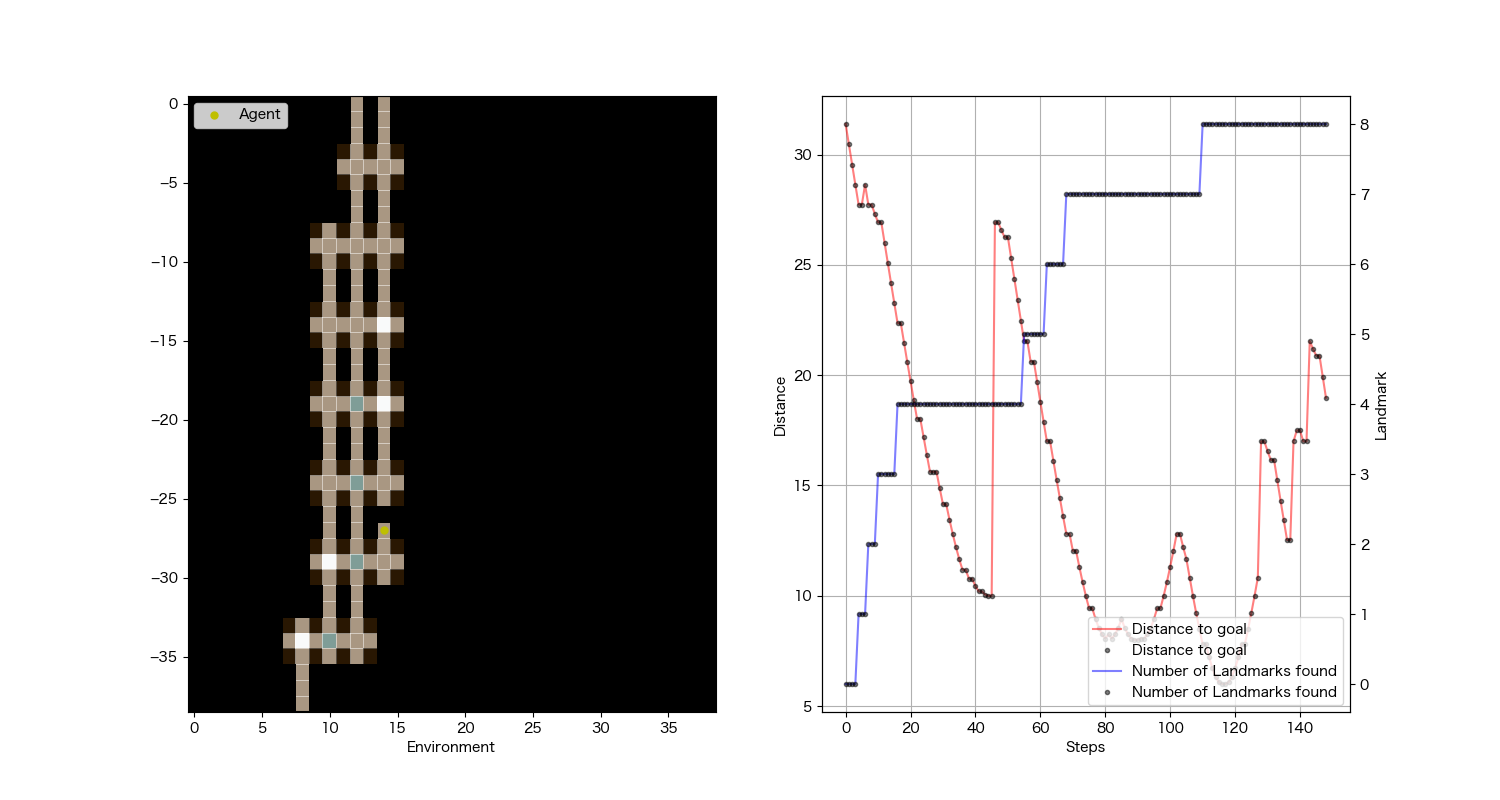 Agent
0
−5
−10
−15
−20
−25
−30
−35
0 5 10 15 20 25 30 35
Environment
Distance
30
25
20
15
10
5
0 20 40 60 80 100 120 140
Steps
8
7
6
5
4
3
2
1
0
Landmark
Distance to goal
Distance to goal
Number of Landmarks found
Number of Landmarks found